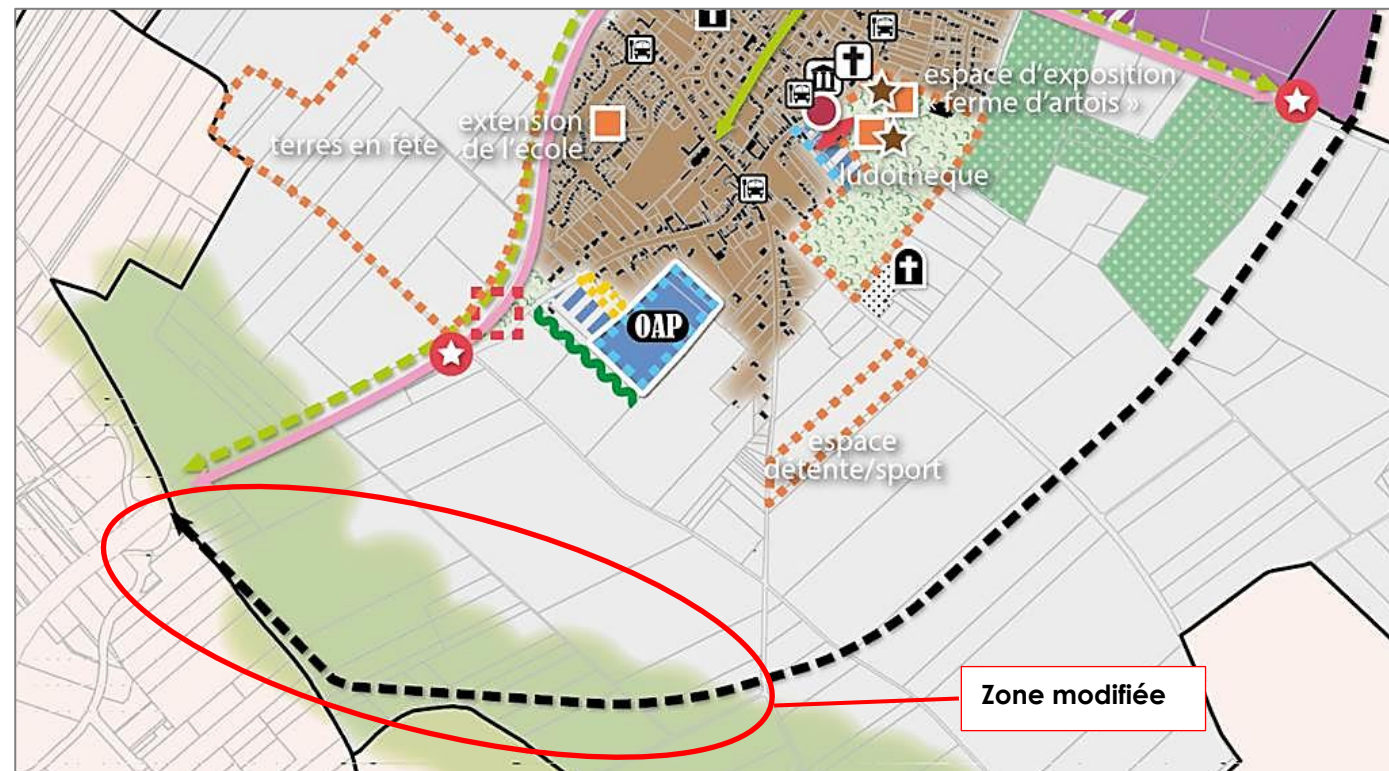 espace d'exposition
« ferme d'artois »
extension
de l'école
terres en fête
ludothèque
OAP
espace
détente/sport
Zone modifiée